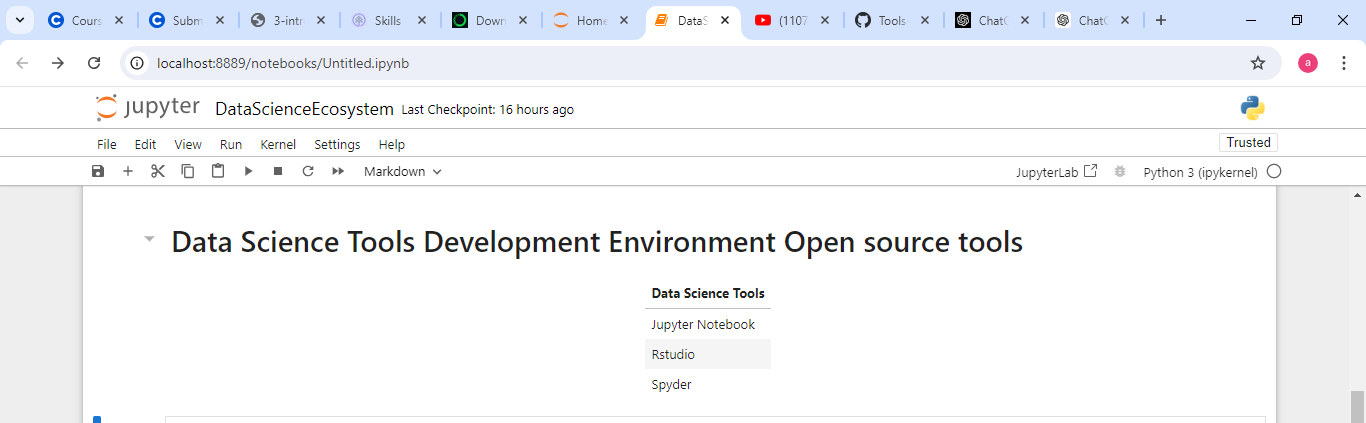 Cours
Subm
3-intr
Skills
Down
Home
DataS
(1107
Tools-
ChatG
ChatG
localhost:8889/notebooks/Untitled.ipynb
a
jupyter DataScienceEcosystem Last Checkpoint: 16 hours ago
File Edit View Run Kernel Settings Help Trusted
Markdown JupyterLab Python 3 (ipykernel)
Data Science Tools Development Environment Open source tools
Data Science Tools
Jupyter Notebook
Rstudio
Spyder